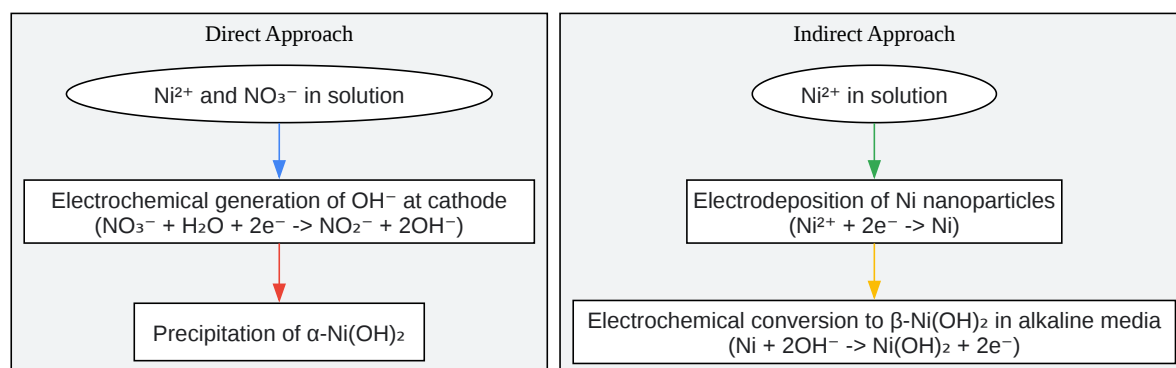 Direct Approach
Ni²⁺ and NO₃⁻ in solution
Electrochemical generation of OH⁻ at cathode
(NO₃⁻ + H₂O + 2e⁻ -> NO₂⁻ + 2OH⁻)
Precipitation of α-Ni(OH)₂
Indirect Approach
Ni²⁺ in solution
Electrodeposition of Ni nanoparticles
(Ni²⁺ + 2e⁻ -> Ni)
Electrochemical conversion to β-Ni(OH)₂ in alkaline media
(Ni + 2OH⁻ -> Ni(OH)₂ + 2e⁻)